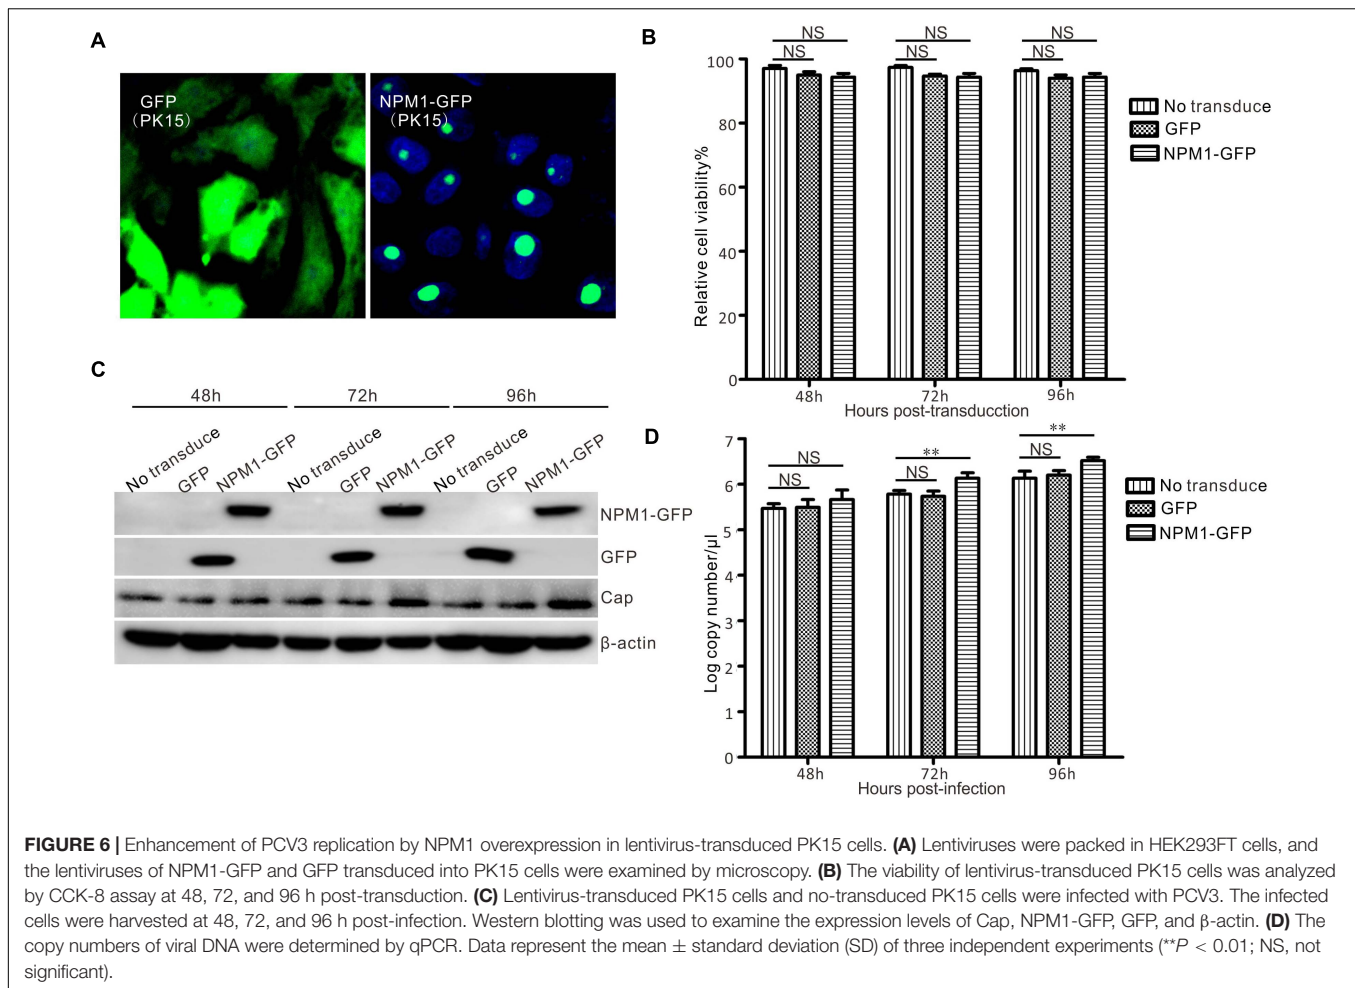 A
GFP
(PK15)
NPM1-GFP
(PK15)
B
NS
NS
NS
NS
NS
NS
100
80
60
40
20
0
Relative cell viability%
48h
72h
96h
Hours post-transducction
No transduce
GFP
NPM1-GFP
C
48h
72h
96h
No transduce
GFP
NPM1-GFP
No transduce
GFP
NPM1-GFP
No transduce
GFP
NPM1-GFP
NPM1-GFP
GFP
Cap
β-actin
D
NS
NS
**
NS
**
NS
7
6
5
4
3
2
1
0
Log copy number/μl
48h
72h
96h
Hours post-infection
No transduce
GFP
NPM1-GFP
FIGURE 6 | Enhancement of PCV3 replication by NPM1 overexpression in lentivirus-transduced PK15 cells. (A) Lentiviruses were packed in HEK293FT cells, and
the lentiviruses of NPM1-GFP and GFP transduced into PK15 cells were examined by microscopy. (B) The viability of lentivirus-transduced PK15 cells was analyzed
by CCK-8 assay at 48, 72, and 96 h post-transduction. (C) Lentivirus-transduced PK15 cells and no-transduced PK15 cells were infected with PCV3. The infected
cells were harvested at 48, 72, and 96 h post-infection. Western blotting was used to examine the expression levels of Cap, NPM1-GFP, GFP, and β-actin. (D) The
copy numbers of viral DNA were determined by qPCR. Data represent the mean ± standard deviation (SD) of three independent experiments (**P < 0.01; NS, not
significant).